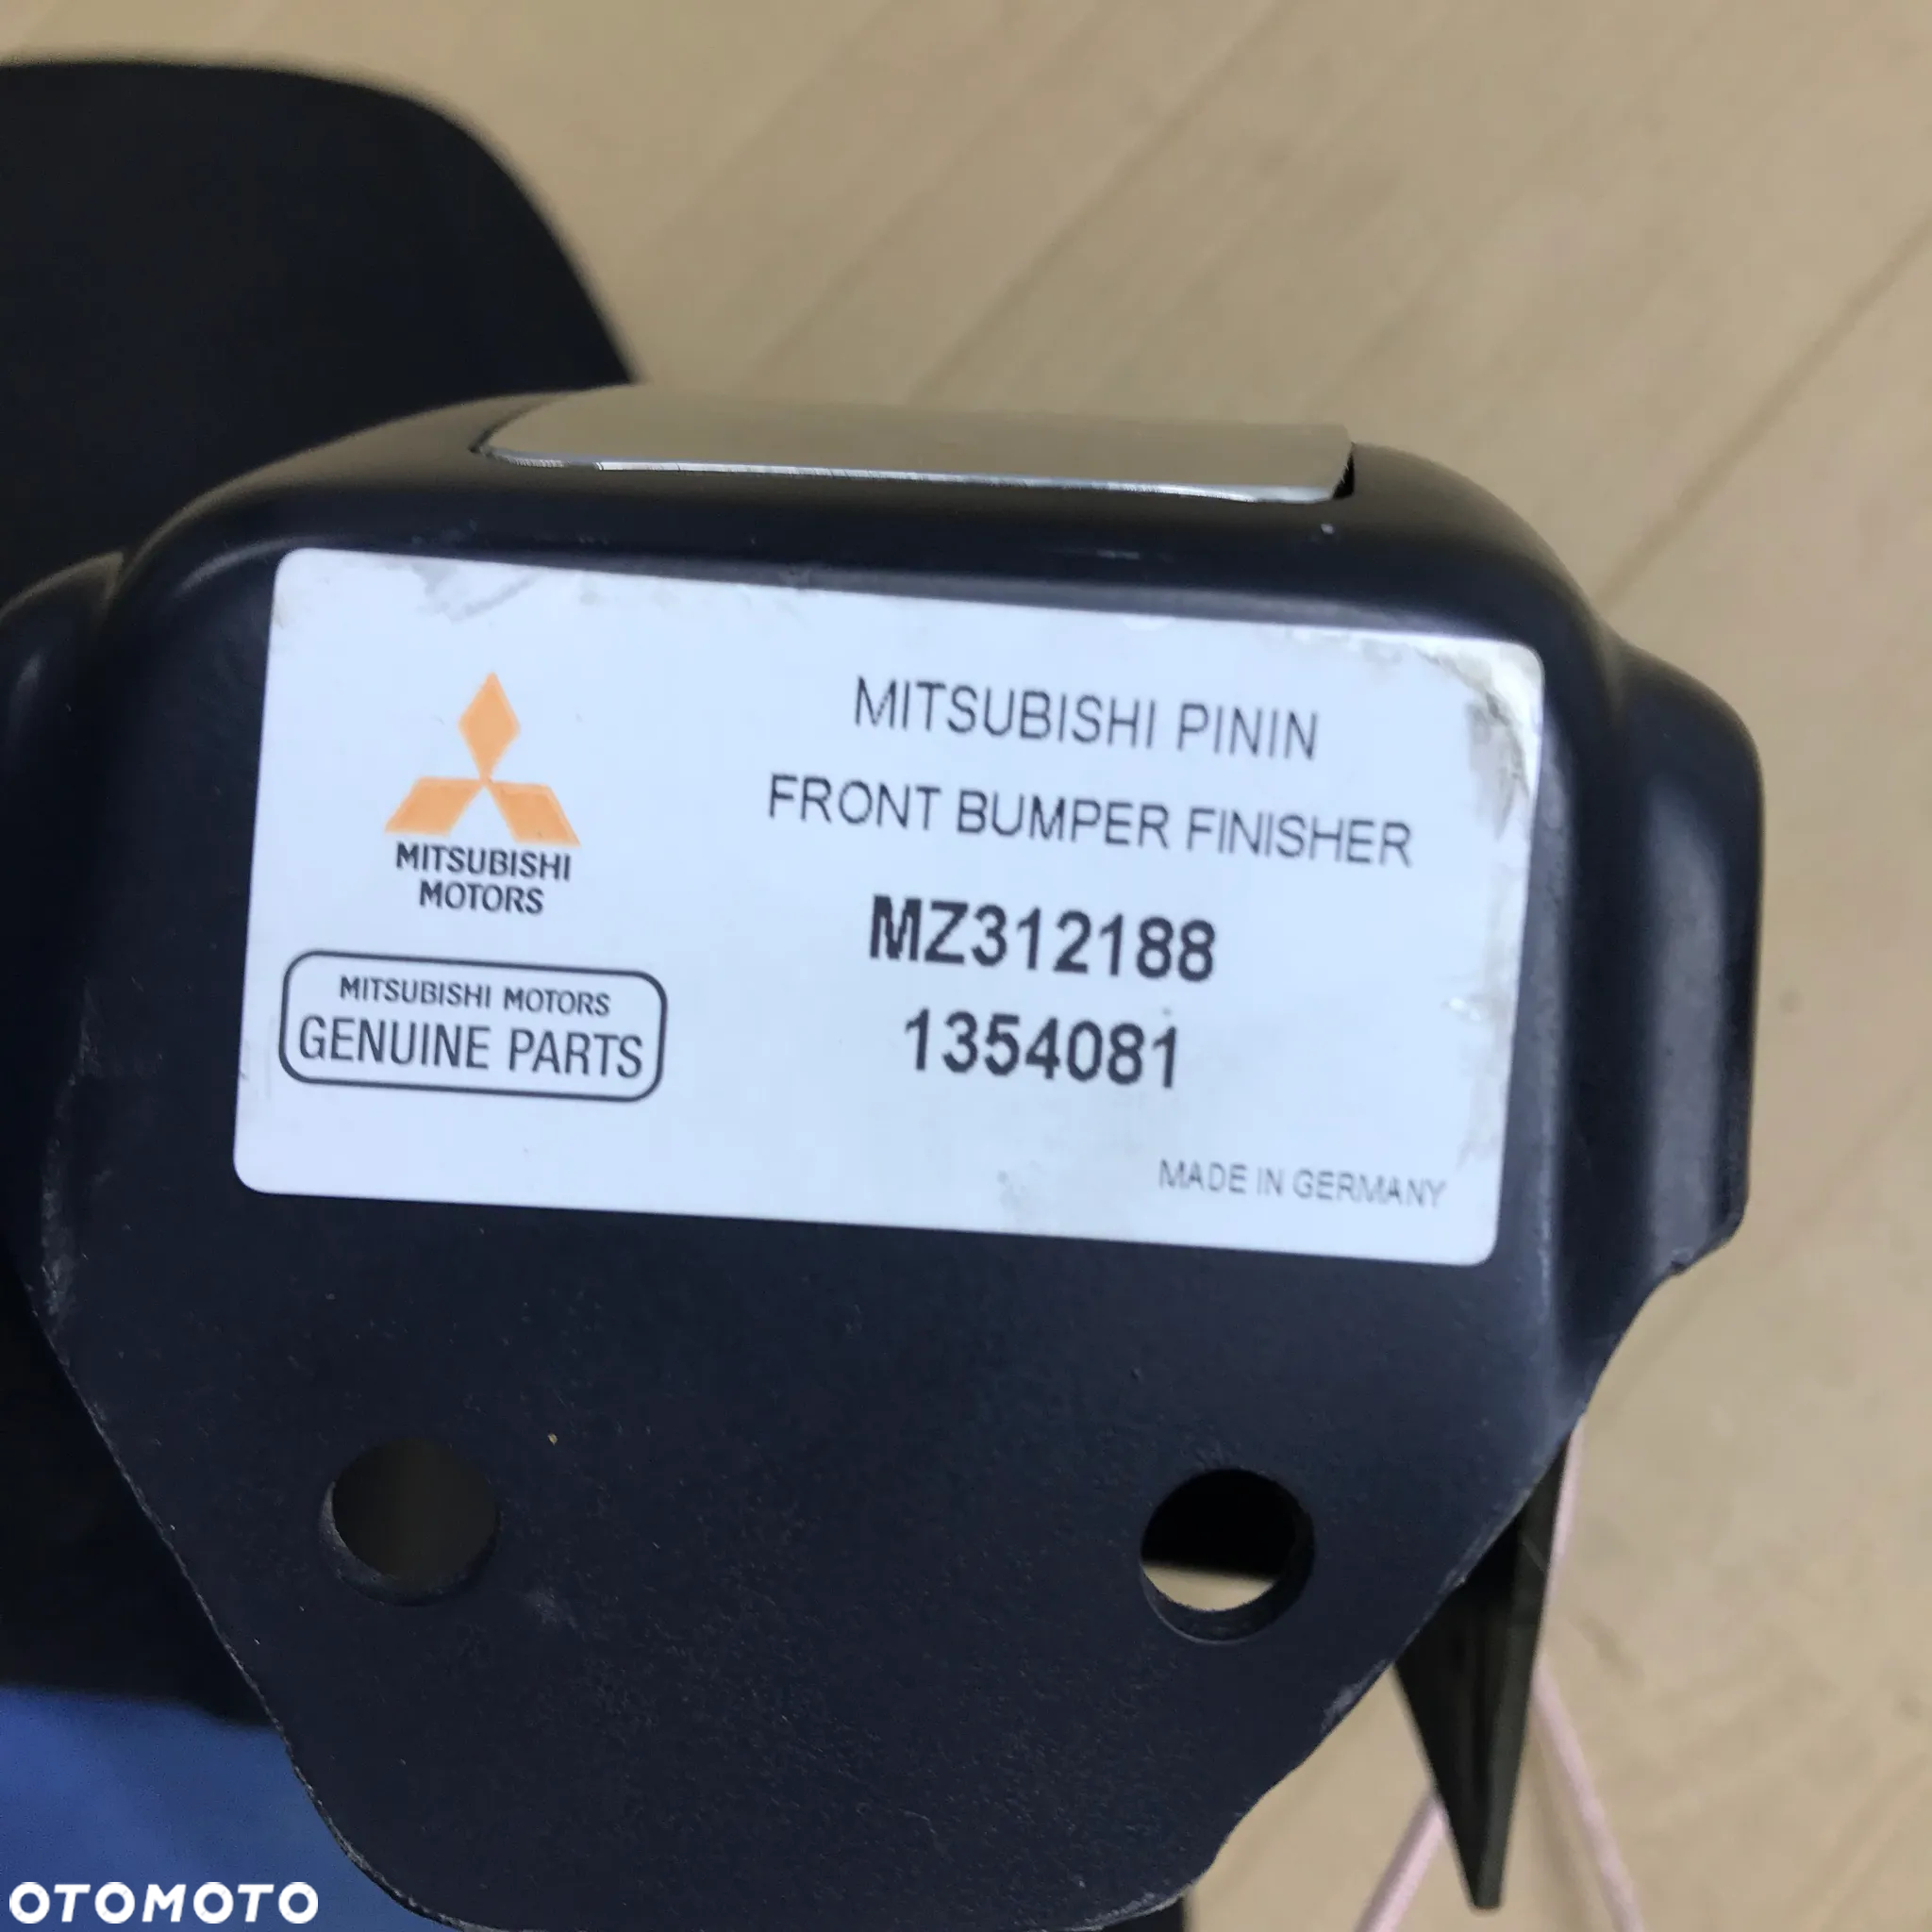 MITSUBISHI
MOTORS
MITSUBISHI MOTORS
GENUINE PARTS
MITSUBISHI PININ
FRONT BUMPER FINISHER
MZ312188
1354081
MADE IN GERMANY
OTOMOTO